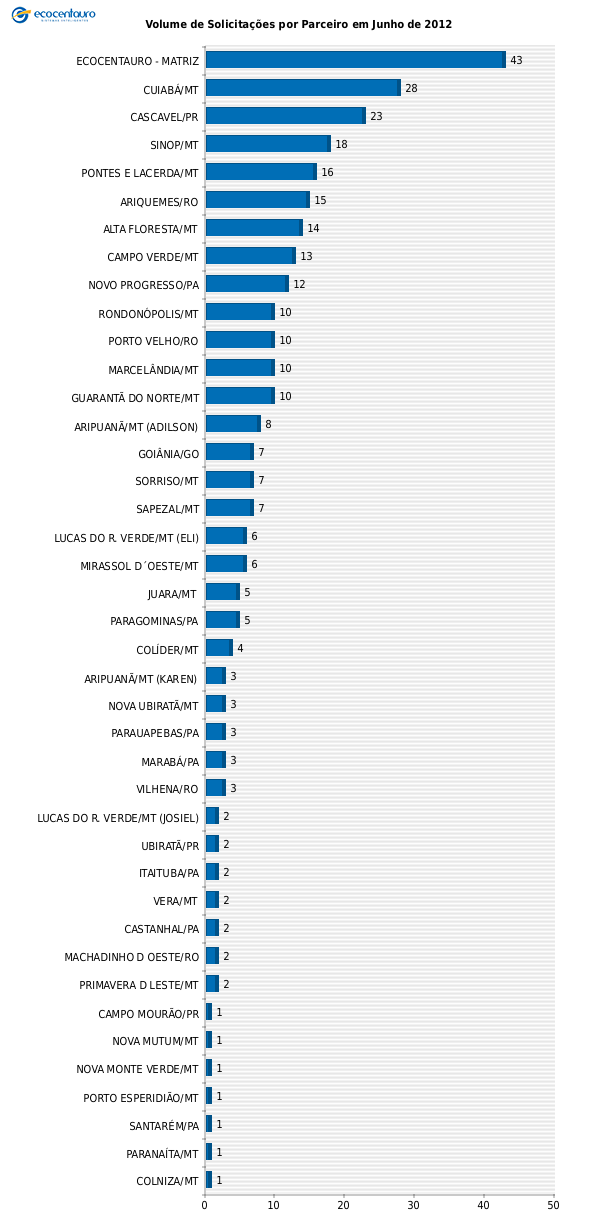 ecocentauro
Volume de Solicitações por Parceiro em Junho de 2012
ECOCENTAURO - MATRIZ 43
CUIABÁ/MT 28
CASCAVEL/PR 23
SINOP/MT 18
PONTES E LACERDA/MT 16
ARIQUEMES/RO 15
ALTA FLORESTA/MT 14
CAMPO VERDE/MT 13
NOVO PROGRESSO/PA 12
RONDONÓPOLIS/MT 10
PORTO VELHO/RO 10
MARCELÂNDIA/MT 10
GUARANTÃ DO NORTE/MT 10
ARIPUANÃ/MT (ADILSON) 8
GOIÂNIA/GO 7
SORRISO/MT 7
SAPEZAL/MT 7
LUCAS DO R. VERDE/MT (ELI) 6
MIRASSOL D´OESTE/MT 6
JUARA/MT 5
PARAGOMINAS/PA 5
COLÍDER/MT 4
ARIPUANÃ/MT (KAREN) 3
NOVA UBIRATÃ/MT 3
PARAUAPEBAS/PA 3
MARABÁ/PA 3
VILHENA/RO 3
LUCAS DO R. VERDE/MT (JOSIEL) 2
UBIRATÃ/PR 2
ITAITUBA/PA 2
VERA/MT 2
CASTANHAL/PA 2
MACHADINHO D OESTE/RO 2
PRIMAVERA D LESTE/MT 2
CAMPO MOURÃO/PR 1
NOVA MUTUM/MT 1
NOVA MONTE VERDE/MT 1
PORTO ESPERIDIÃO/MT 1
SANTARÉM/PA 1
PARANAÍTA/MT 1
COLNIZA/MT 1
0 10 20 30 40 50